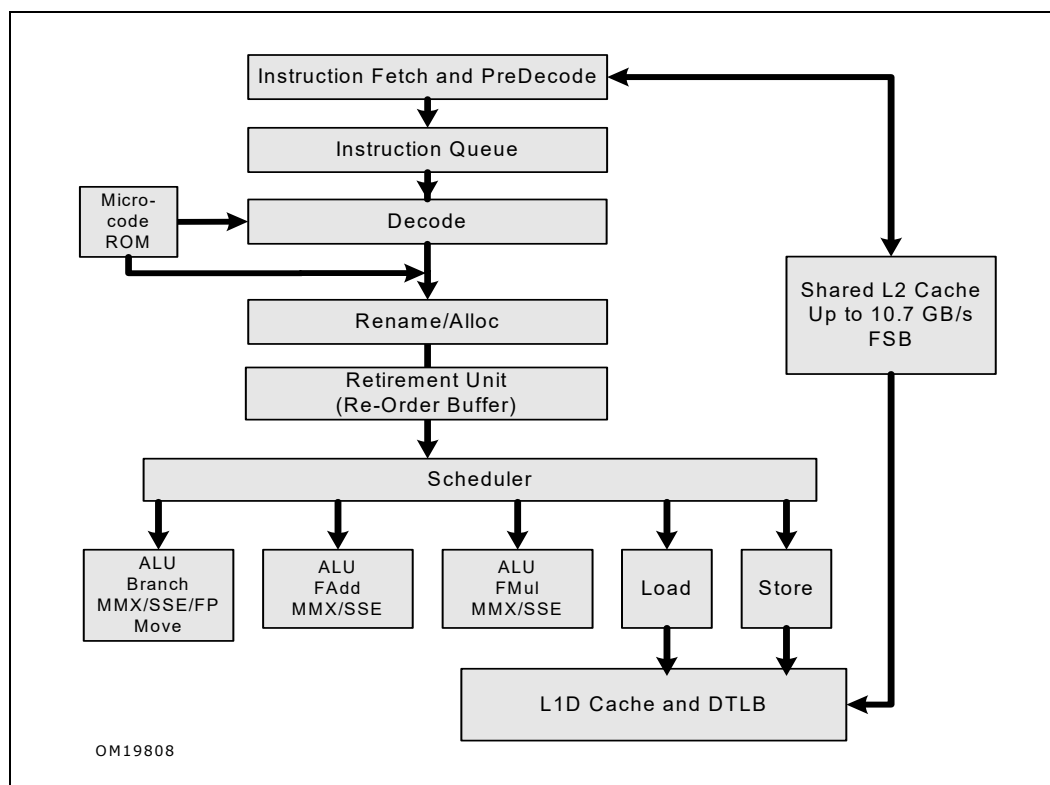 Instruction Fetch and PreDecode
Instruction Queue
Micro-
code
ROM
Decode
Shared L2 Cache
Up to 10.7 GB/s
FSB
Rename/Alloc
Retirement Unit
(Re-Order Buffer)
Scheduler
ALU
Branch
MMX/SSE/FP
Move
ALU
FAdd
MMX/SSE
ALU
FMul
MMX/SSE
Load
Store
L1D Cache and DTLB
OM19808